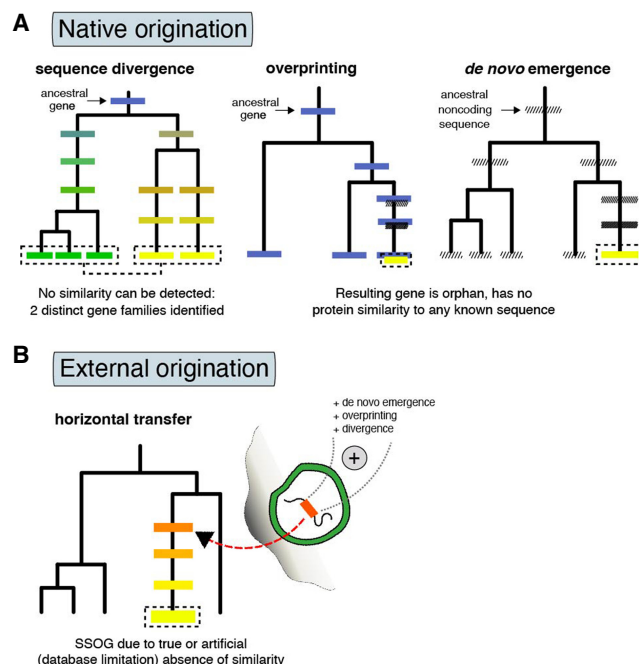 A
Native origination
sequence divergence
overprinting
de novo emergence
ancestral
gene
ancestral
gene
ancestral
noncoding
sequence
No similarity can be detected:
2 distinct gene families identified
Resulting gene is orphan, has no
protein similarity to any known sequence
B
External origination
horizontal transfer
+ de novo emergence
+ overprinting
+ divergence
+
SSOG due to true or artificial
(database limitation) absence of similarity